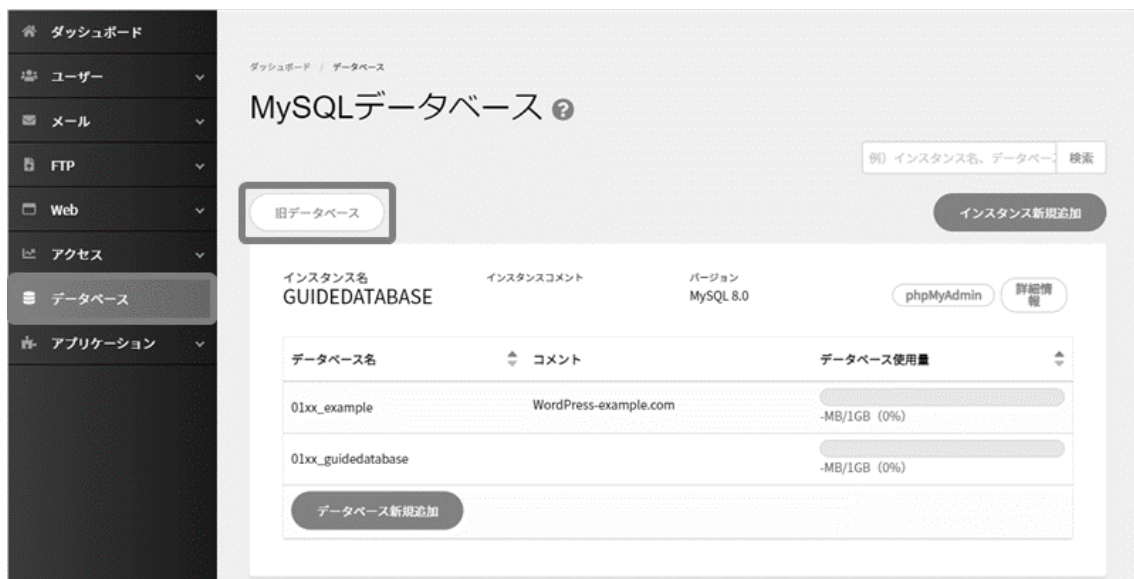 ダッシュボード
ユーザー
メール
FTP
Web
アクセス
データベース
アプリケーション
ダッシュボード / データベース
MySQLデータベース ?
例）インスタンス名、データベー
検索
旧データベース
インスタンス新規追加
インスタンス名
GUIDEDATABASE
インスタンスコメント
バージョン
MySQL 8.0
phpMyAdmin
詳細情
報
データベース名
コメント
データベース使用量
01xx_example
WordPress-example.com
-MB/1GB（0%）
01xx_guidedatabase
-MB/1GB（0%）
データベース新規追加